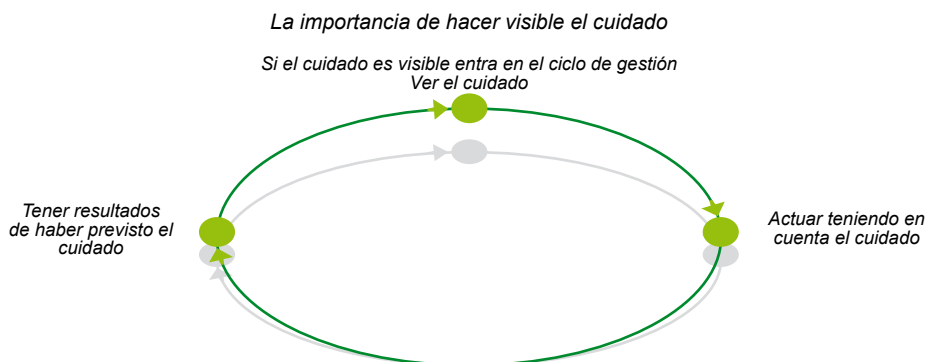 La importancia de hacer visible el cuidado
Si el cuidado es visible entra en el ciclo de gestión
Ver el cuidado
Tener resultados
de haber previsto el
cuidado
Actuar teniendo en
cuenta el cuidado